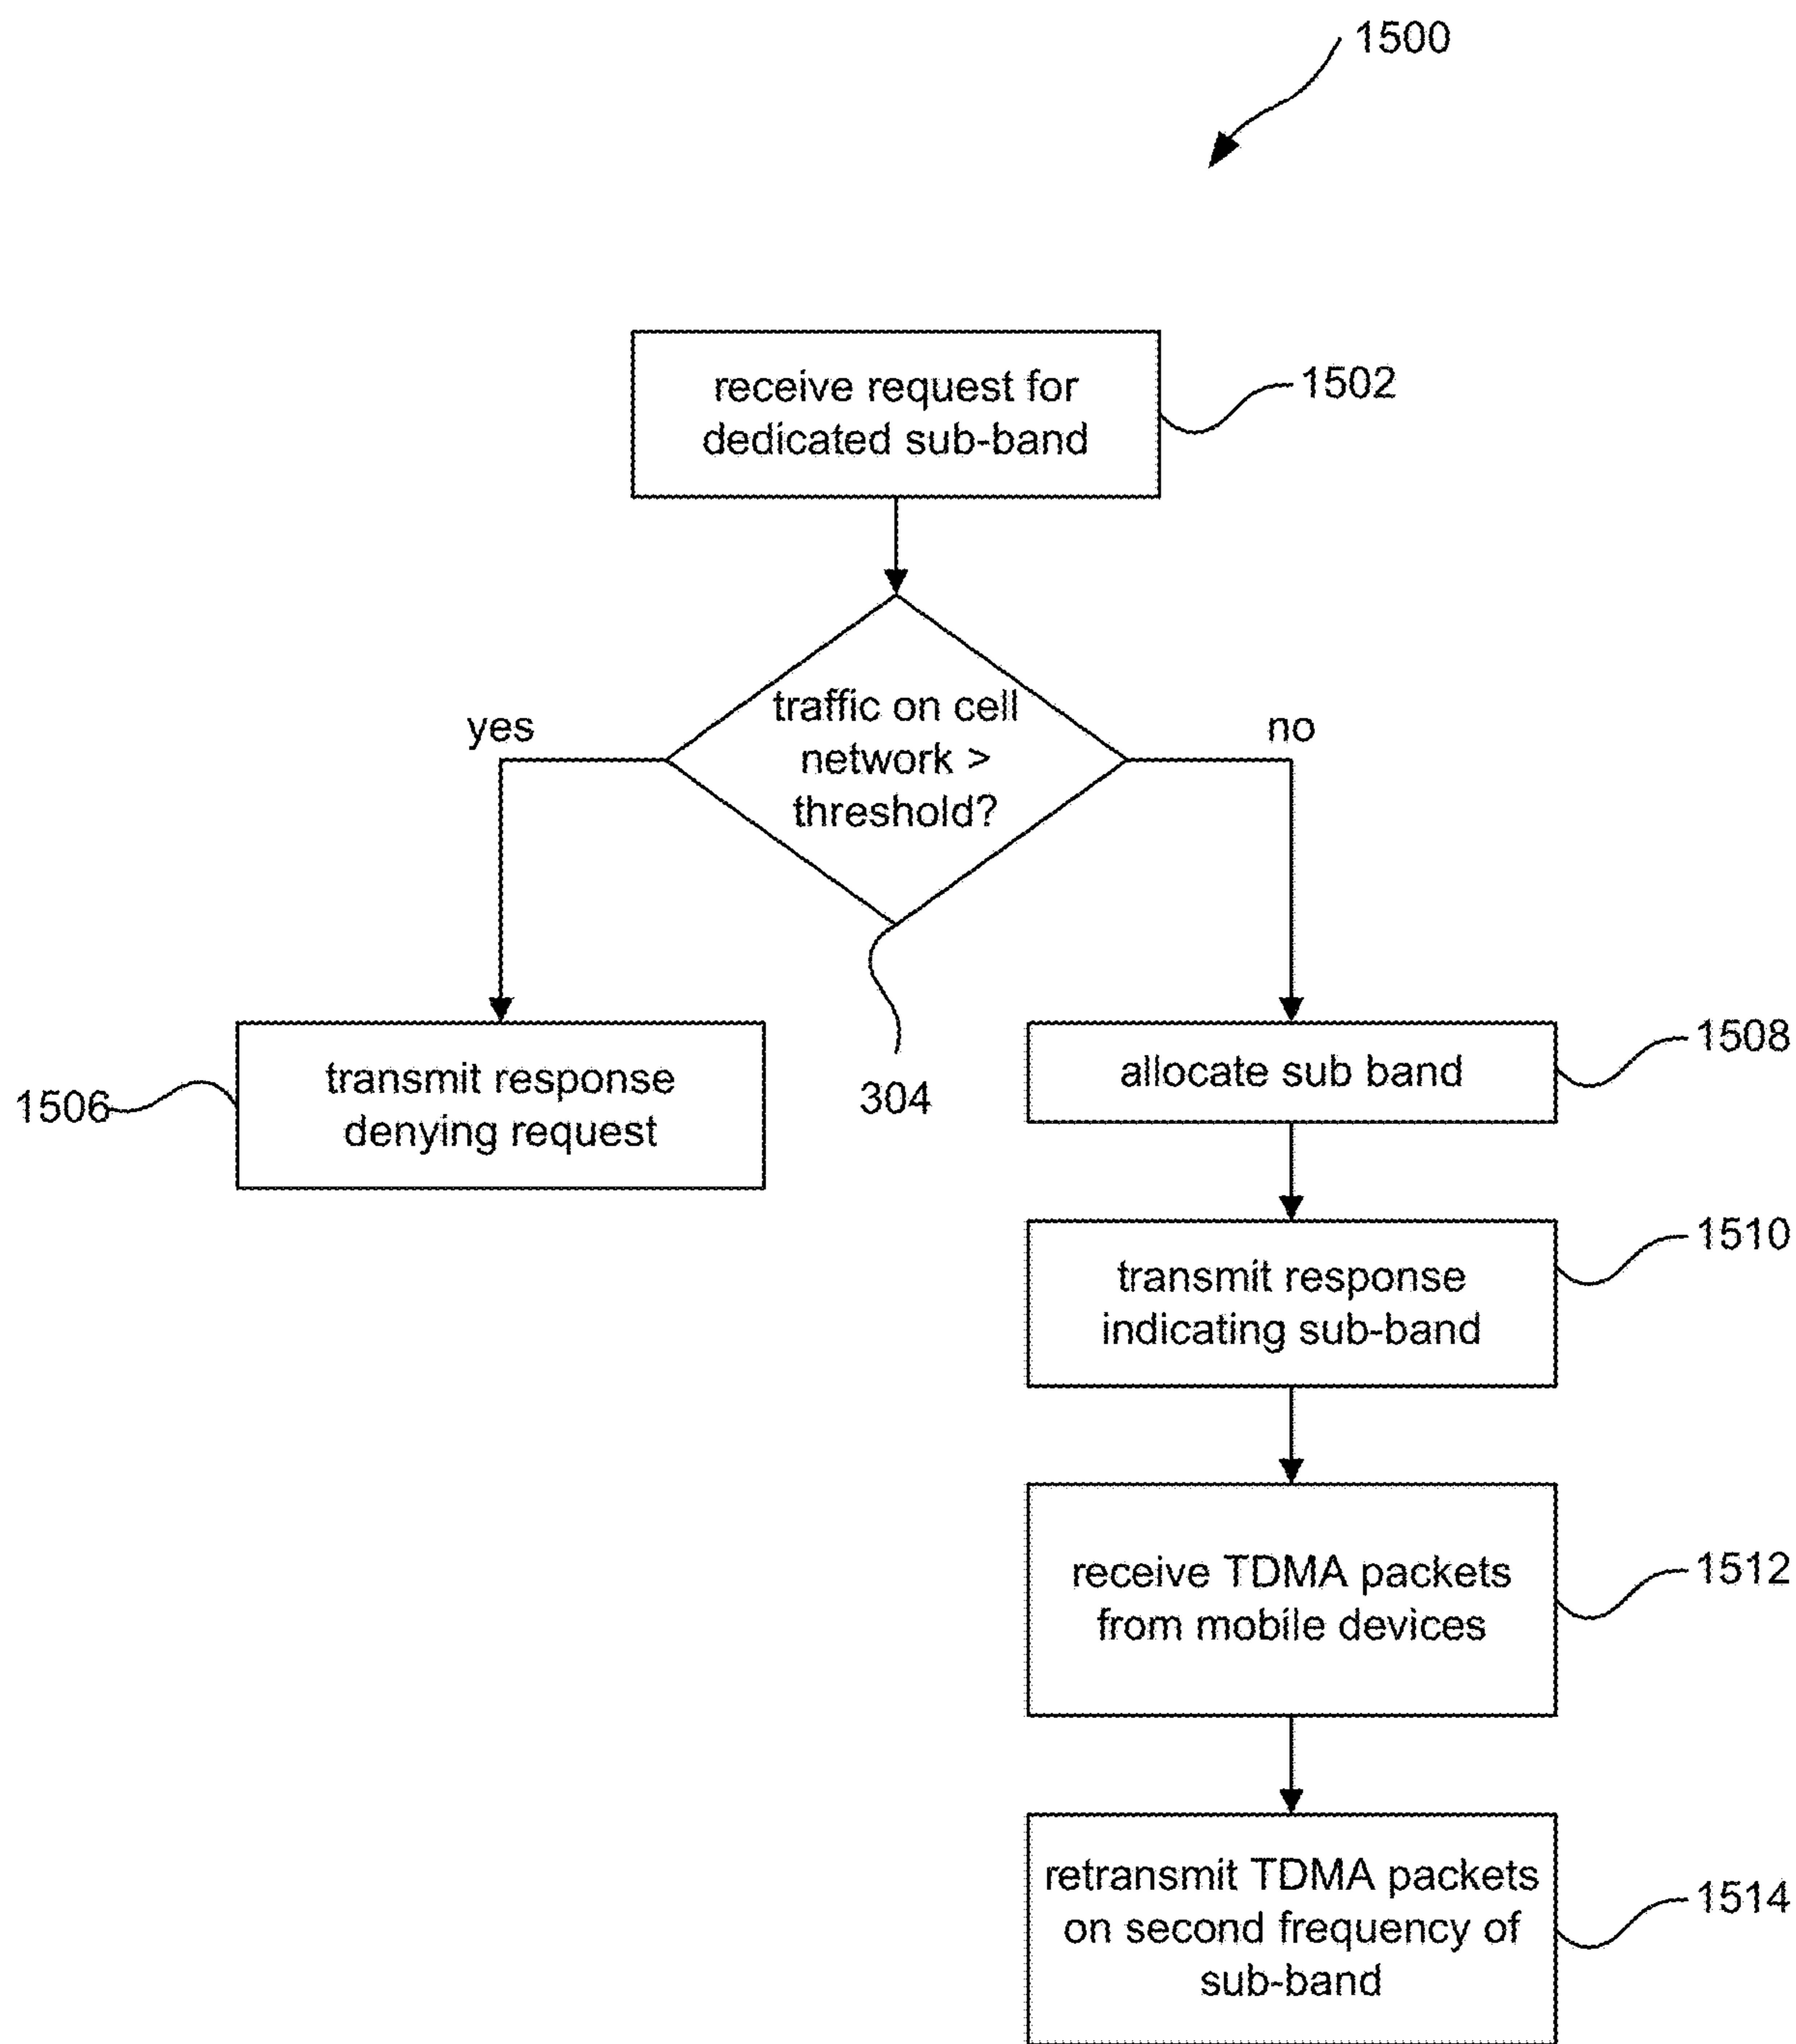 1500
receive request for
dedicated sub-band
1502
traffic on cell
network >
threshold?
yes
no
304
transmit response
denying request
1506
allocate sub band
1508
transmit response
indicating sub-band
1510
receive TDMA packets
from mobile devices
1512
retransmit TDMA packets
on second frequency of
sub-band
1514